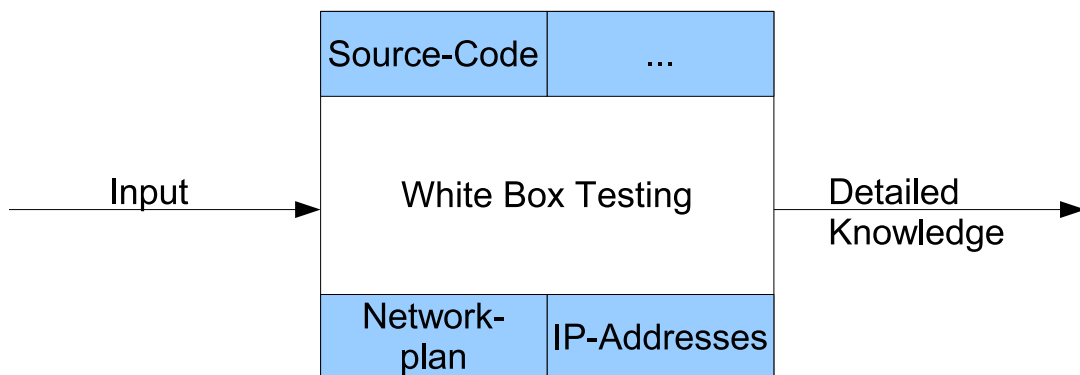 Source-Code
...
Input
White Box Testing
Detailed
Knowledge
Network-
plan
IP-Addresses